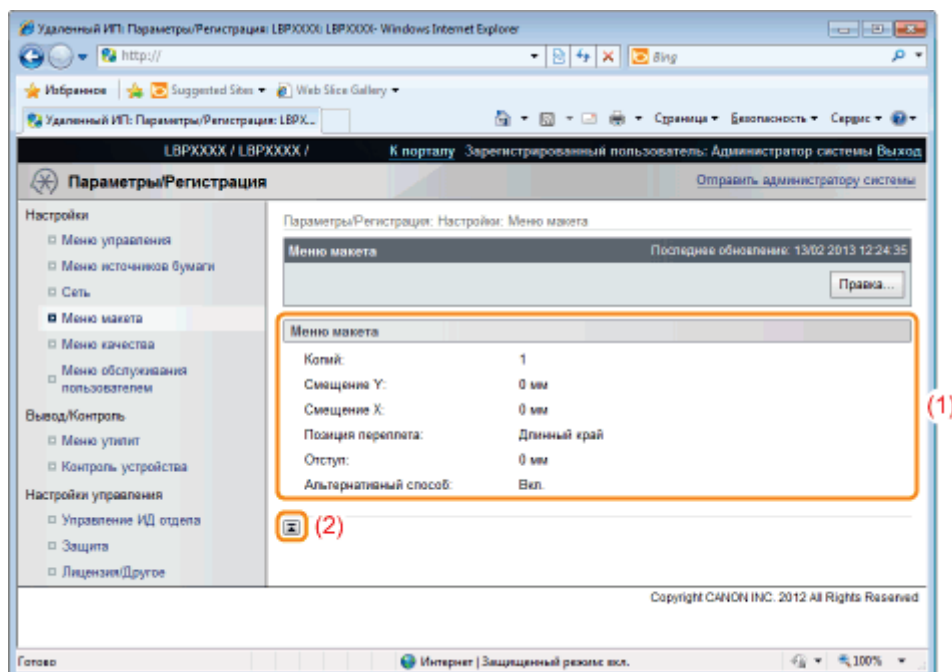 Удаленный ИП: Параметры/Регистрация: LBPXXXX: LBPXXXX- Windows Internet Explorer
http://
Bing
Избранное Suggested Sites Web Slice Gallery
Удаленный ИП: Параметры/Регистрация: LBPX... Страница Безопасность Сервис
LBPXXXX / LBPXXXX / К порталу Зарегистрированный пользователь: Администратор системы Выход
Параметры/Регистрация Отправить администратору системы
Настройки
Меню управления
Меню источников бумаги
Сеть
Меню макета
Меню качества
Меню обслуживания
пользователем
Вывод/Контроль
Меню утилит
Контроль устройства
Настройки управления
Управление ИД отдела
Защита
Лицензия/Другое
Параметры/Регистрация: Настройки: Меню макета
Меню макета Последнее обновление: 13/02 2013 12:24:35
Правка...
Меню макета
Копий: 1
Смещение Y: 0 мм
Смещение X: 0 мм
Позиция переплета: Длинный край
Отступ: 0 мм
Альтернативный способ: Вкл.
(1)
(2)
Copyright CANON INC. 2012 All Rights Reserved
Готово Интернет | Защищенный режим: вкл. 100%